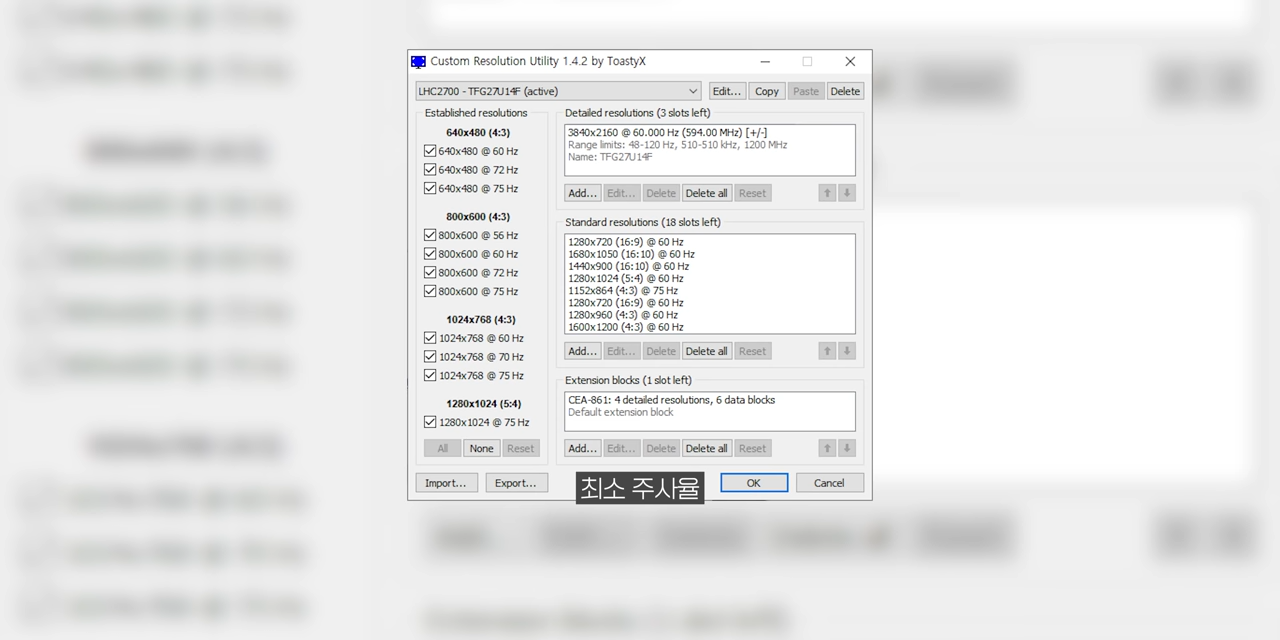 Custom Resolution Utility 1.4.2 by ToastyX
LHC2700 - TFG27U14F (active)
Edit...
Copy
Paste
Delete
Established resolutions
640x480 (4:3)
640x480 @ 60 Hz
640x480 @ 72 Hz
640x480 @ 75 Hz
800x600 (4:3)
800x600 @ 56 Hz
800x600 @ 60 Hz
800x600 @ 72 Hz
800x600 @ 75 Hz
1024x768 (4:3)
1024x768 @ 60 Hz
1024x768 @ 70 Hz
1024x768 @ 75 Hz
1280x1024 (5:4)
1280x1024 @ 75 Hz
All
None
Reset
Detailed resolutions (3 slots left)
3840x2160 @ 60.000 Hz (594.00 MHz) [+/-]
Range limits: 48-120 Hz, 510-510 kHz, 1200 MHz
Name: TFG27U14F
Add...
Edit...
Delete
Delete all
Reset
Standard resolutions (18 slots left)
1280x720 (16:9) @ 60 Hz
1680x1050 (16:10) @ 60 Hz
1440x900 (16:10) @ 60 Hz
1280x1024 (5:4) @ 60 Hz
1152x864 (4:3) @ 75 Hz
1280x720 (16:9) @ 60 Hz
1280x960 (4:3) @ 60 Hz
1600x1200 (4:3) @ 60 Hz
Add...
Edit...
Delete
Delete all
Reset
Extension blocks (1 slot left)
CEA-861: 4 detailed resolutions, 6 data blocks
Default extension block
Add...
Edit...
Delete
Delete all
Reset
Import...
Export...
최소 주사율
OK
Cancel